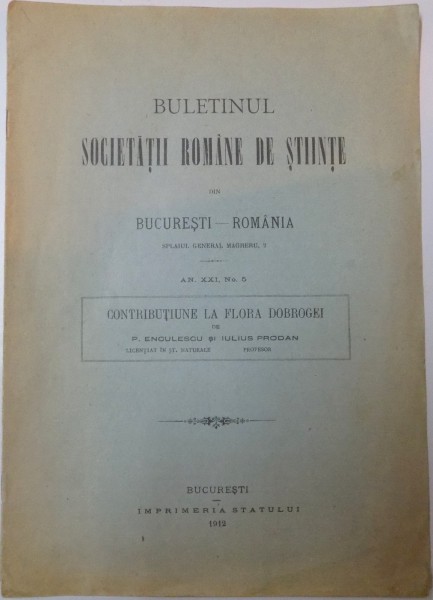 BULETINUL
SOCIETĂȚII ROMÂNE DE ȘTIINȚE
DIN
BUCUREȘTI — ROMÂNIA
SPLAIUL GENERAL MAGHERU, 2
AN. XXI, No. 5
CONTRIBUȚIUNE LA FLORA DOBROGEI
DE
P. ENCULESCU ȘI IULIUS PRODAN
LICENȚIAT ÎN ȘT. NATURALE PROFESOR
BUCUREȘTI
IMPRIMERIA STATULUI
1912